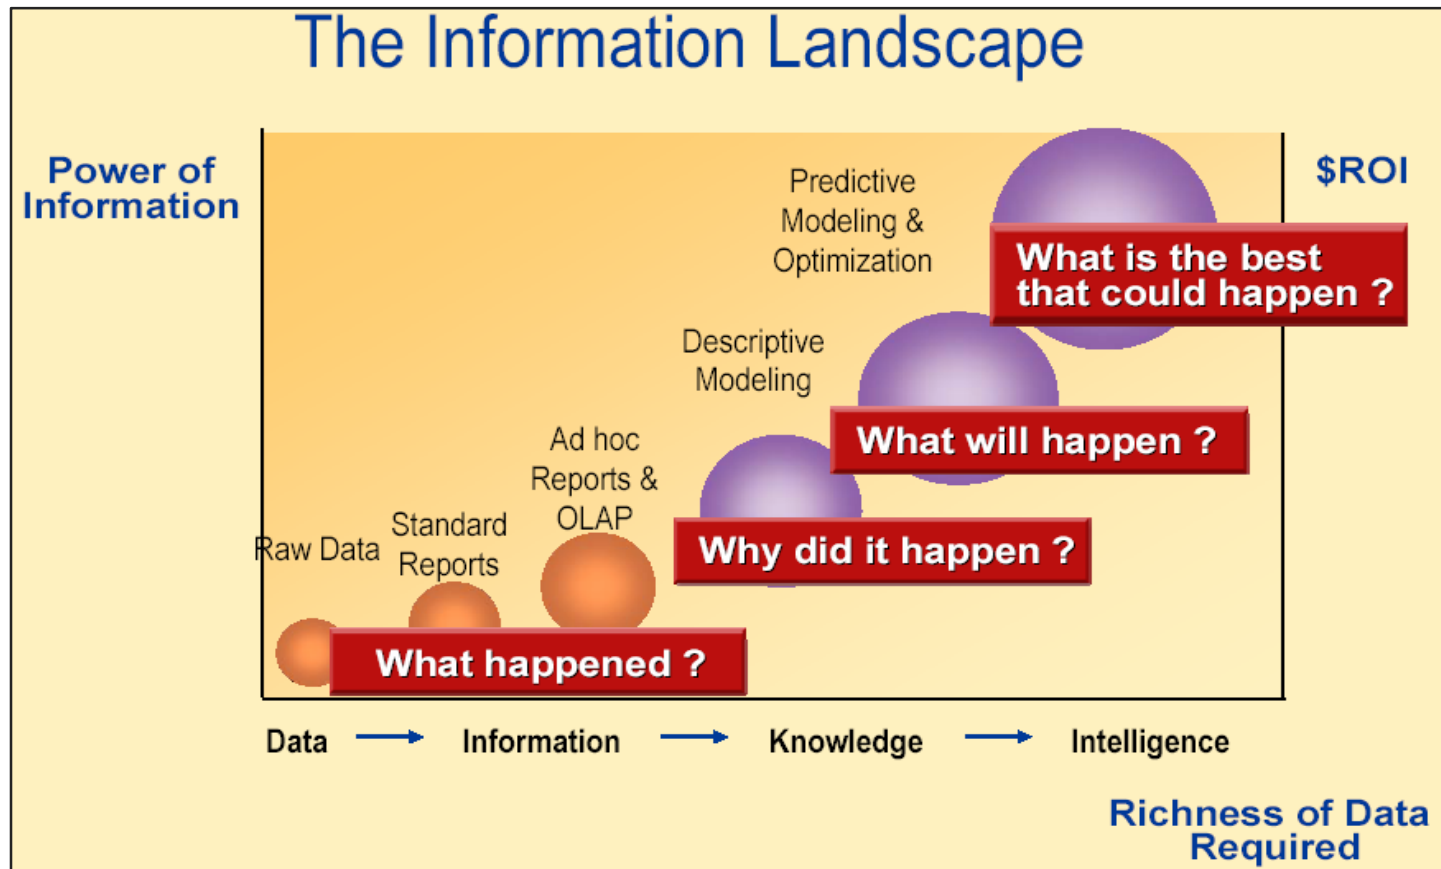 The Information Landscape
Power of
Information
$ROI
Predictive
Modeling &
Optimization
What is the best
that could happen ?
Descriptive
Modeling
What will happen ?
Ad hoc
Reports &
OLAP
Why did it happen ?
Standard
Reports
Raw Data
What happened ?
Data
Information
Knowledge
Intelligence
Richness of Data
Required